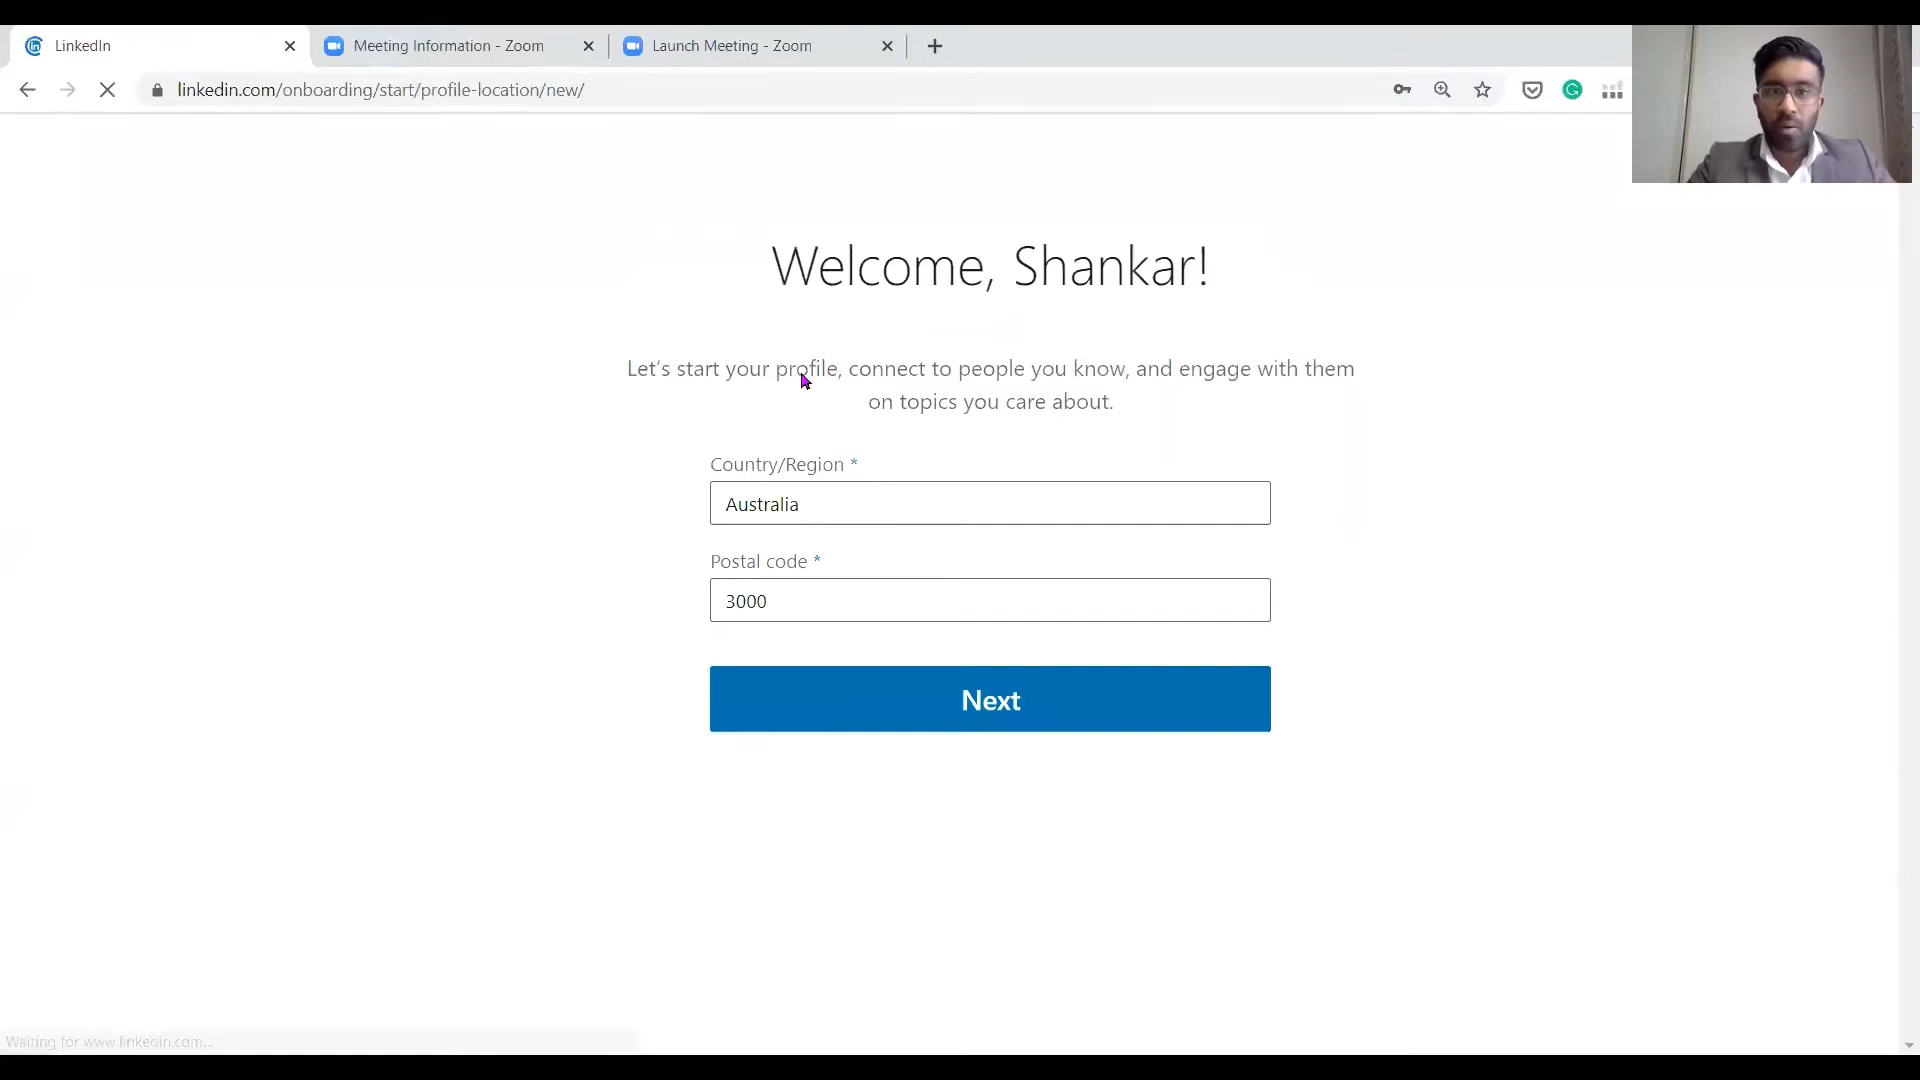 LinkedIn
Meeting Information - Zoom
Launch Meeting - Zoom
linkedin.com/onboarding/start/profile-location/new/
Welcome, Shankar!
Let's start your profile, connect to people you know, and engage with them
on topics you care about.
Country/Region *
Australia
Postal code *
3000
Next
Waiting for www.linkedin.com...